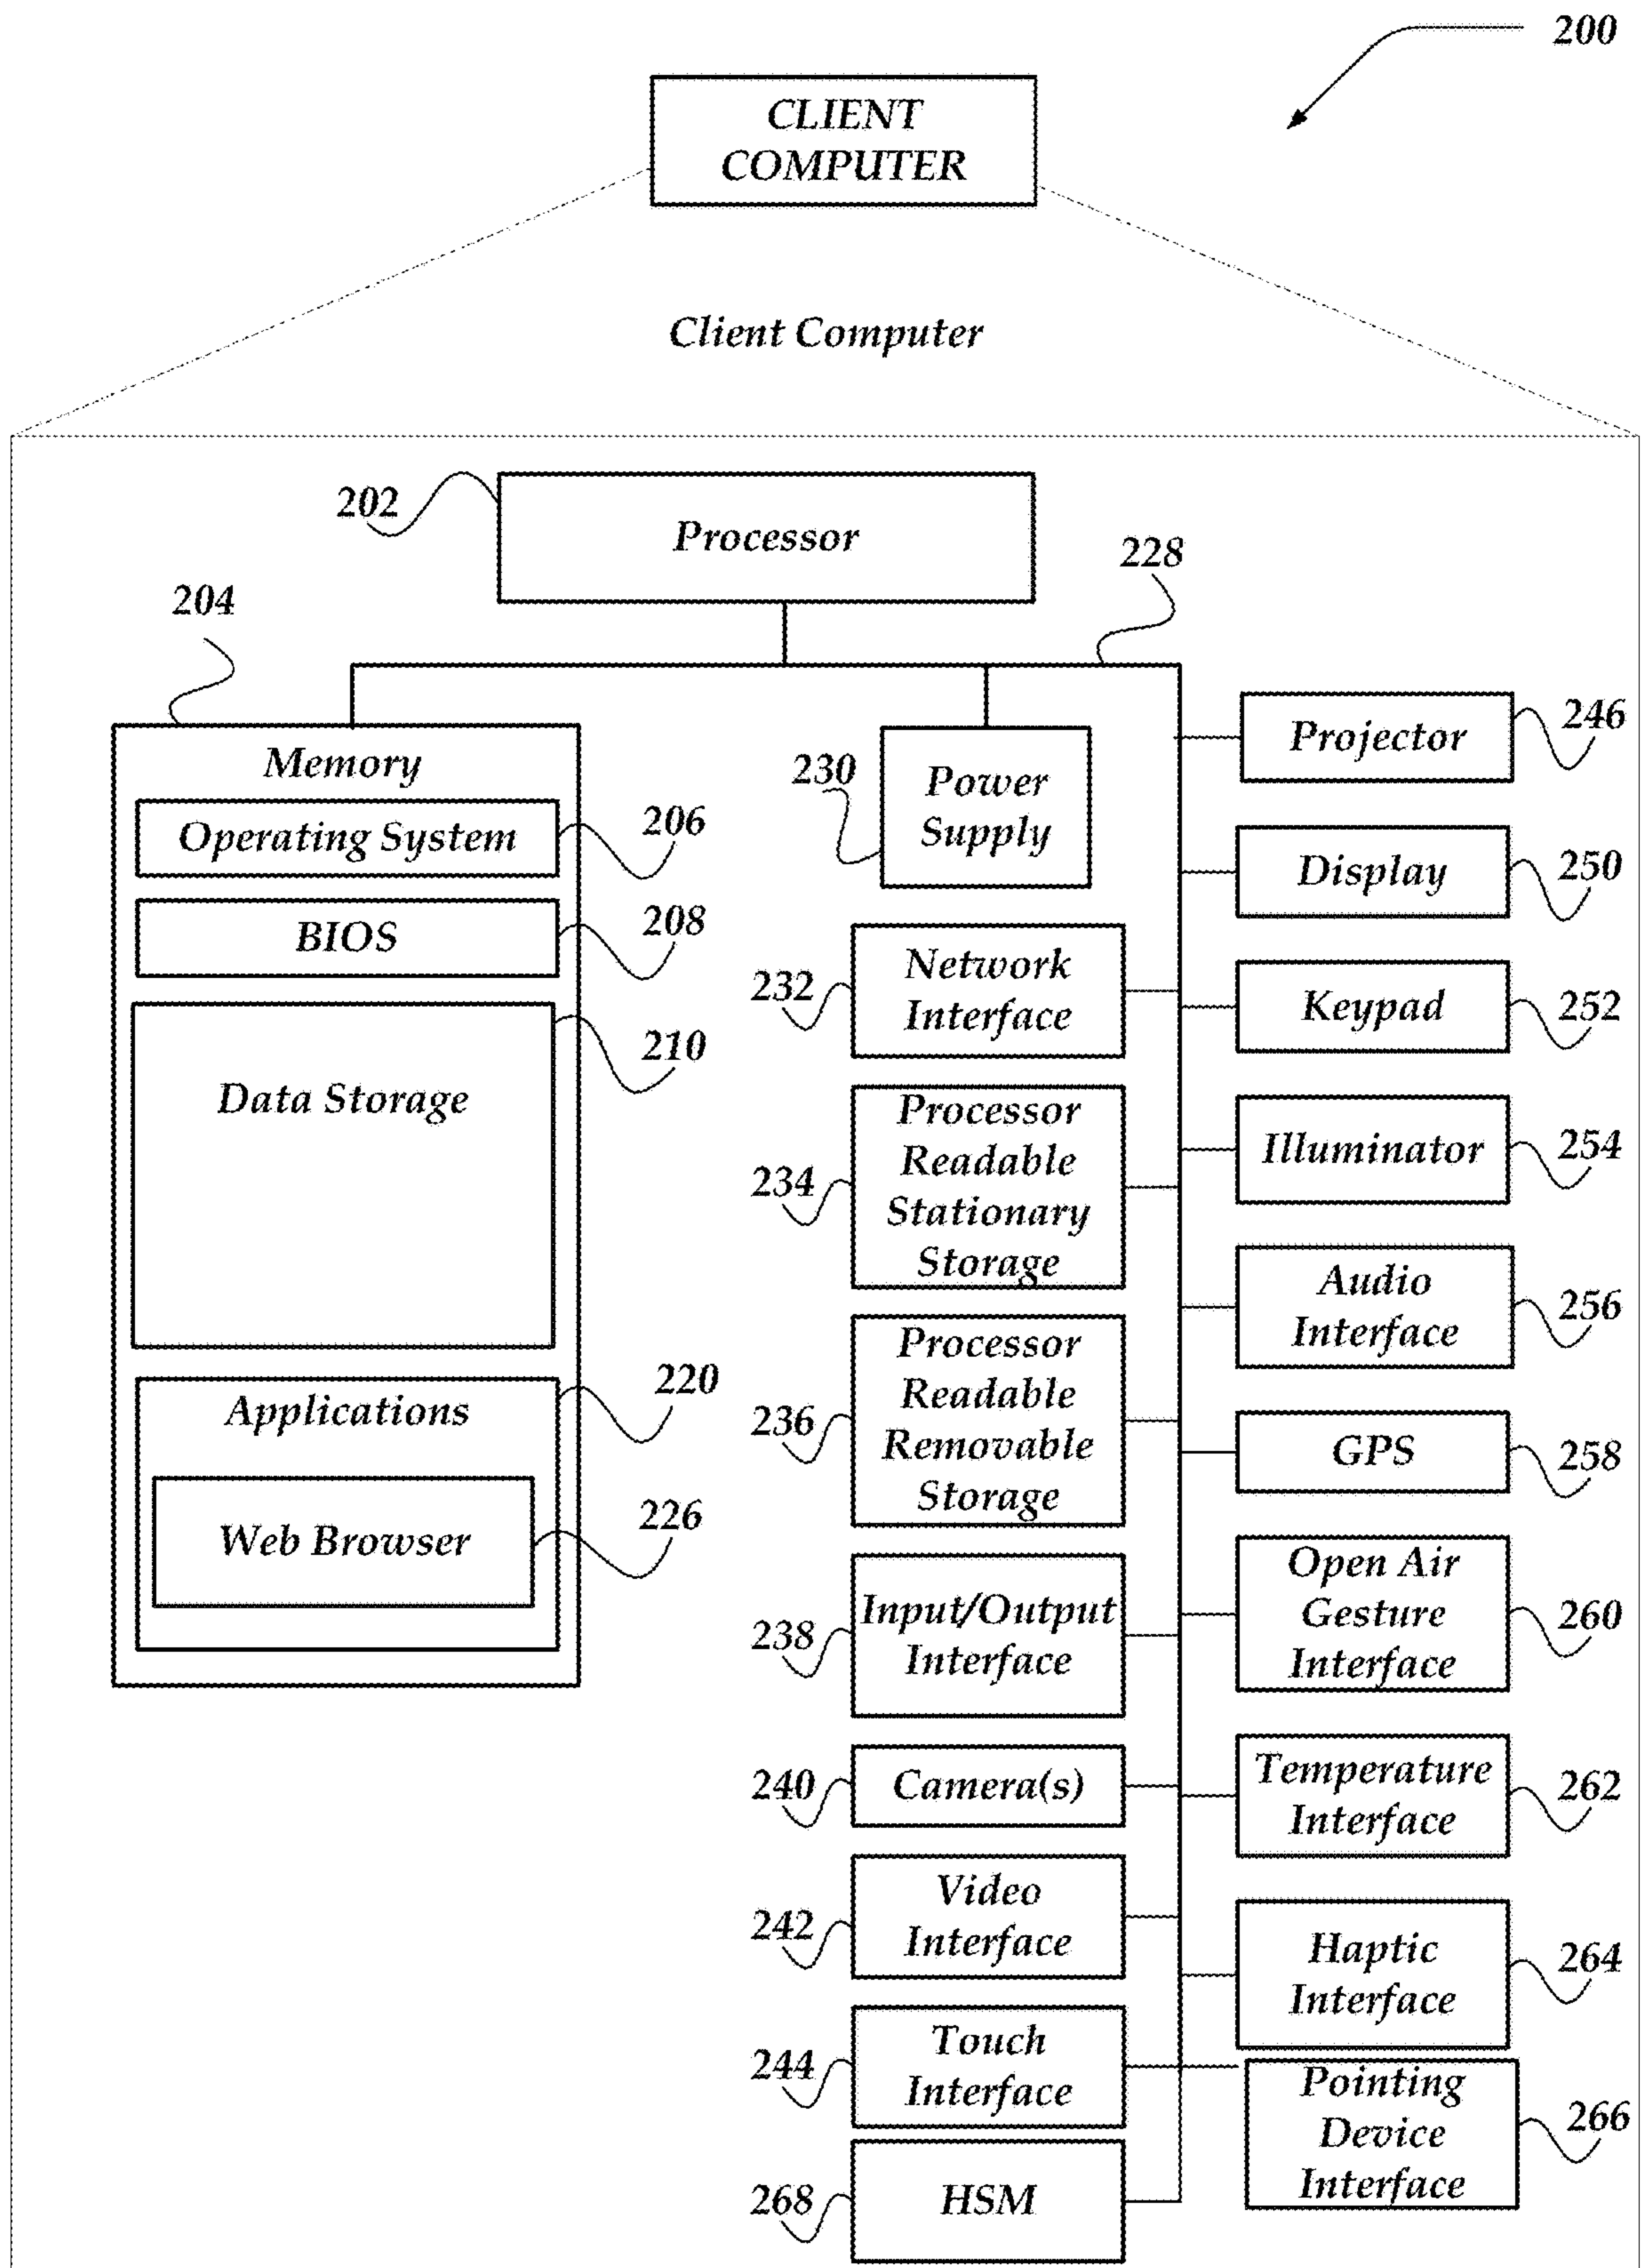 200
CLIENT
COMPUTER
Client Computer
202
Processor
228
204
Memory
Operating System
206
BIOS
208
Data Storage
210
Applications
220
Web Browser
226
230
Power
Supply
232
Network
Interface
234
Processor
Readable
Stationary
Storage
236
Processor
Readable
Removable
Storage
238
Input/Output
Interface
240
Camera(s)
242
Video
Interface
244
Touch
Interface
268
HSM
Projector
246
Display
250
Keypad
252
Illuminator
254
Audio
Interface
256
GPS
258
Open Air
Gesture
Interface
260
Temperature
Interface
262
Haptic
Interface
264
Pointing
Device
Interface
266